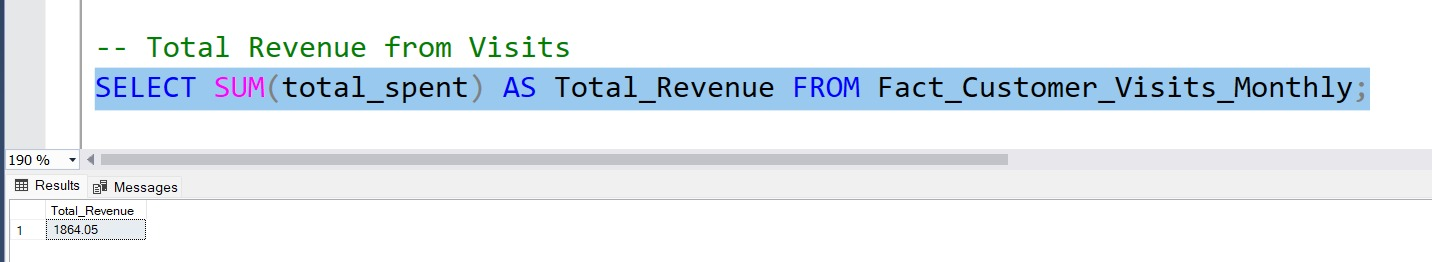 -- Total Revenue from Visits
SELECT SUM(total_spent) AS Total_Revenue FROM Fact_Customer_Visits_Monthly;
190 %
Results Messages
Total_Revenue
1 1864.05